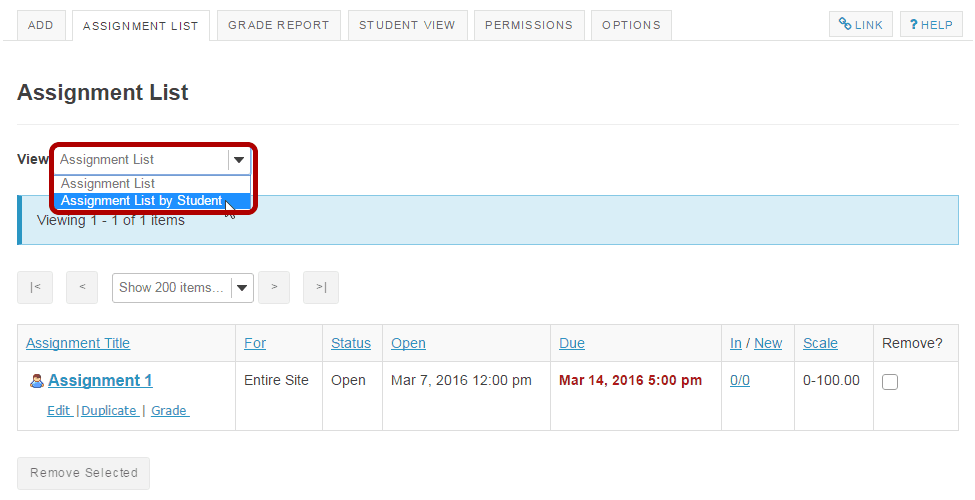 ADD ASSIGNMENT LIST GRADE REPORT STUDENT VIEW PERMISSIONS OPTIONS LINK ? HELP
Assignment List
View Assignment List
Assignment List
Assignment List by Student
Viewing 1 - 1 of 1 items
|< < Show 200 items... > >|
Assignment Title For Status Open Due In / New Scale Remove?
Assignment 1 Entire Site Open Mar 7, 2016 12:00 pm Mar 14, 2016 5:00 pm 0/0 0-100.00
Edit | Duplicate | Grade
Remove Selected